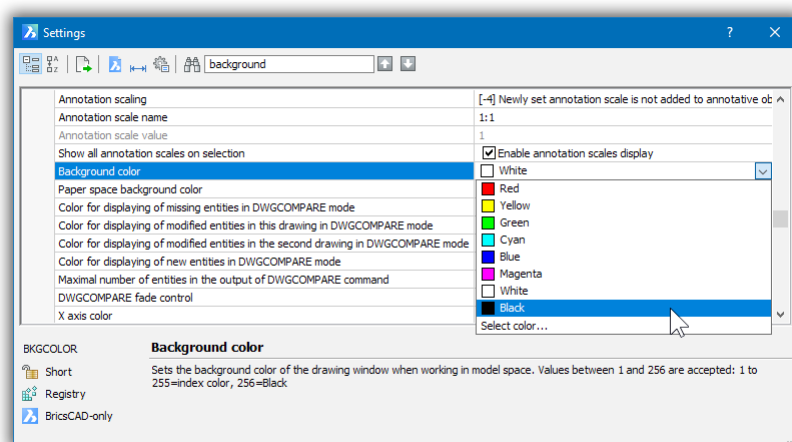 Settings
?
background
Annotation scaling [-4] Newly set annotation scale is not added to annotative ob
Annotation scale name 1:1
Annotation scale value 1
Show all annotation scales on selection Enable annotation scales display
Background color White
Paper space background color Red
Color for displaying of missing entities in DWGCOMPARE mode Yellow
Color for displaying of modified entities in this drawing in DWGCOMPARE mode Green
Color for displaying of modified entities in the second drawing in DWGCOMPARE mode Cyan
Color for displaying of new entities in DWGCOMPARE mode Blue
Maximal number of entities in the output of DWGCOMPARE command Magenta
DWGCOMPARE fade control White
X axis color Black
Select color...
BKGCOLOR Background color
Short Sets the background color of the drawing window when working in model space. Values between 1 and 256 are accepted: 1 to
255=index color, 256=Black
Registry
BricsCAD-only